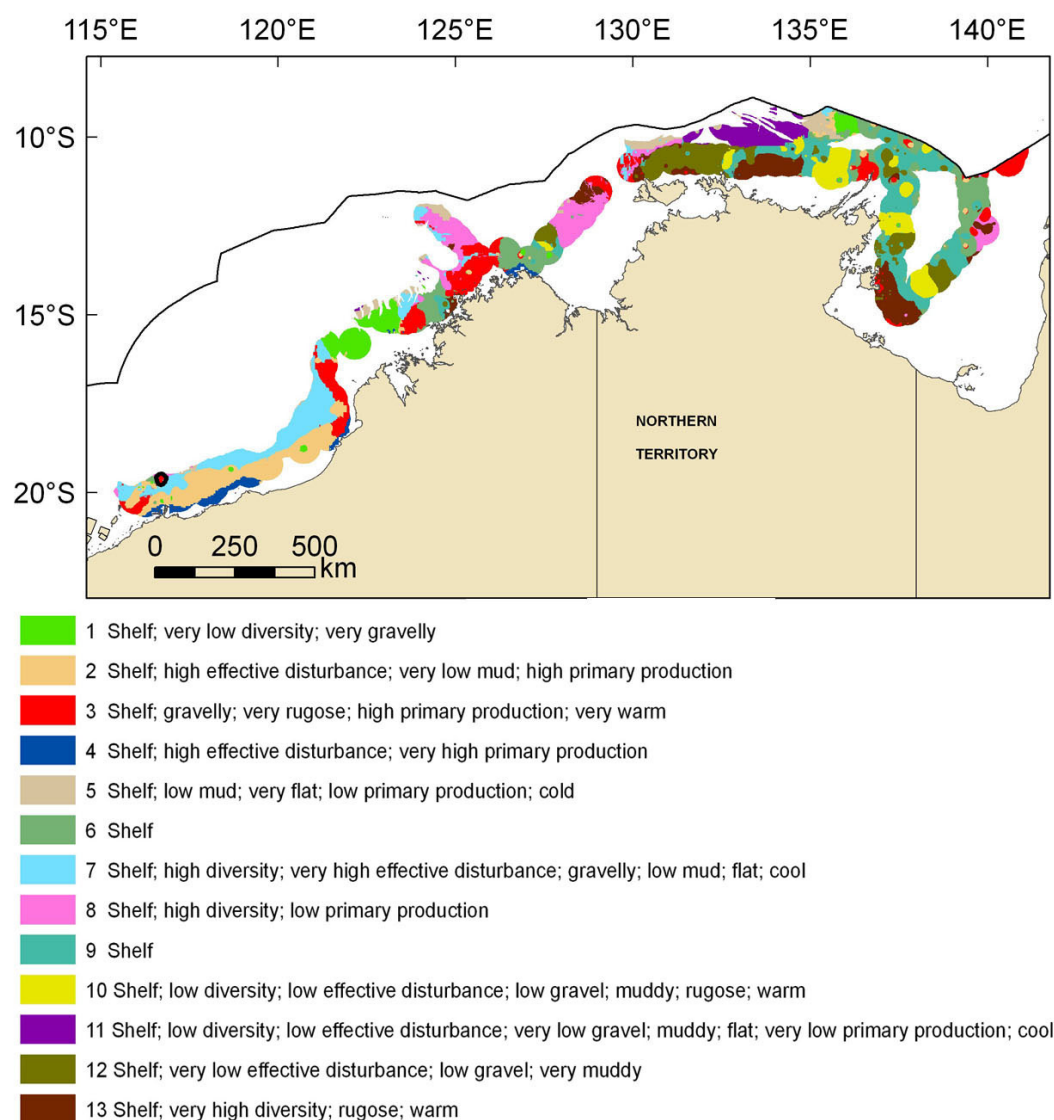 115°E 120°E 125°E 130°E 135°E 140°E
10°S
15°S
NORTHERN
TERRITORY
20°S
0 250 500
km
1 Shelf; very low diversity; very gravelly
2 Shelf; high effective disturbance; very low mud; high primary production
3 Shelf; gravelly; very rugose; high primary production; very warm
4 Shelf; high effective disturbance; very high primary production
5 Shelf; low mud; very flat; low primary production; cold
6 Shelf
7 Shelf; high diversity; very high effective disturbance; gravelly; low mud; flat; cool
8 Shelf; high diversity; low primary production
9 Shelf
10 Shelf; low diversity; low effective disturbance; low gravel; muddy; rugose; warm
11 Shelf; low diversity; low effective disturbance; very low gravel; muddy; flat; very low primary production; cool
12 Shelf; very low effective disturbance; low gravel; very muddy
13 Shelf; very high diversity; rugose; warm